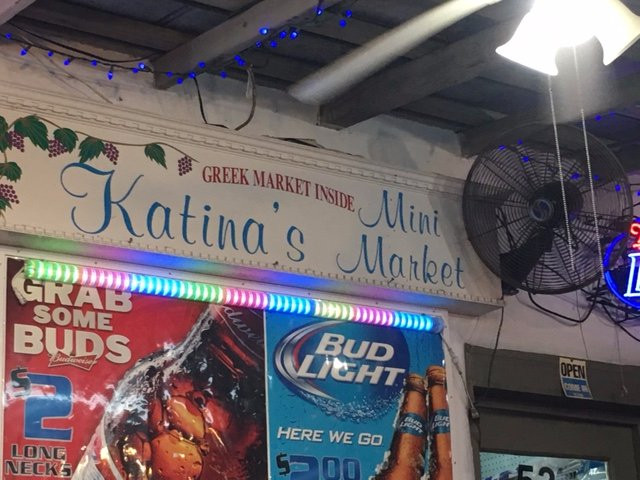 GREEK MARKET INSIDE
Katina's Mini Market
GRAB
SOME
BUDS
Budweiser
$2
LONG
NECKS
BUD
LIGHT
HERE WE GO
$200
OPEN